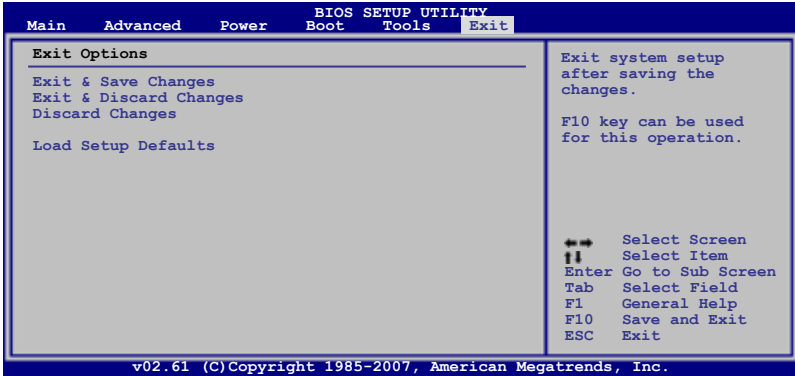 BIOS SETUP UTILITY
Main Advanced Power Boot Tools Exit
Exit Options
Exit & Save Changes
Exit & Discard Changes
Discard Changes
Load Setup Defaults
Exit system setup
after saving the
changes.
F10 key can be used
for this operation.
Select Screen
Select Item
Enter Go to Sub Screen
Tab Select Field
F1 General Help
F10 Save and Exit
ESC Exit
v02.61 (C)Copyright 1985-2007, American Megatrends, Inc.